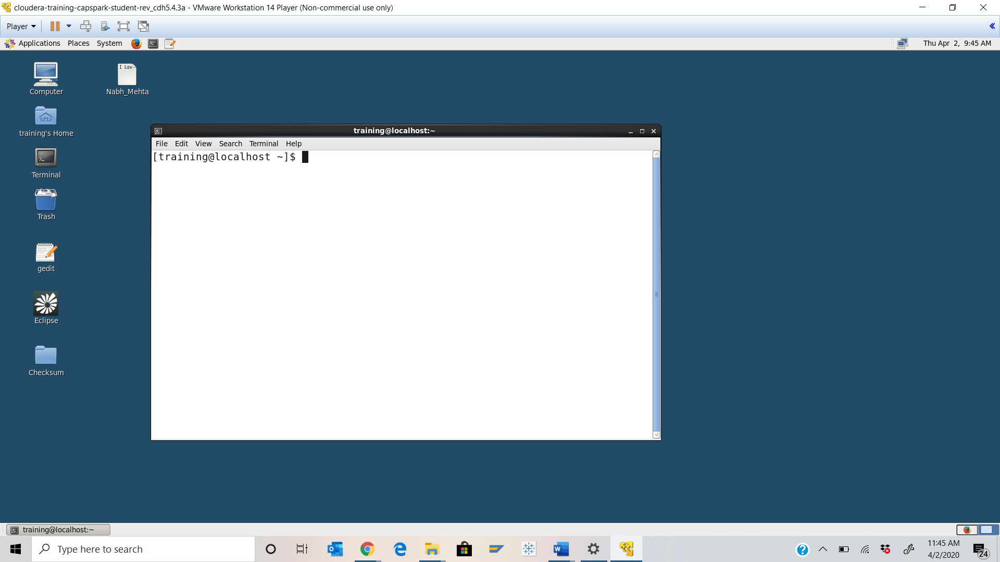 cloudera-training-capspark-student-rev_cdh5.4.3a - VMware Workstation 14 Player (Non-commercial use only)
Player
Applications Places System
Thu Apr 2, 9:45 AM
I Lov
Computer
Nabh_Mehta
training's Home
training@localhost:~
File Edit View Search Terminal Help
[training@localhost ~]$
Terminal
Trash
gedit
Eclipse
Checksum
training@localhost:~
Type here to search
11:45 AM
4/2/2020
24